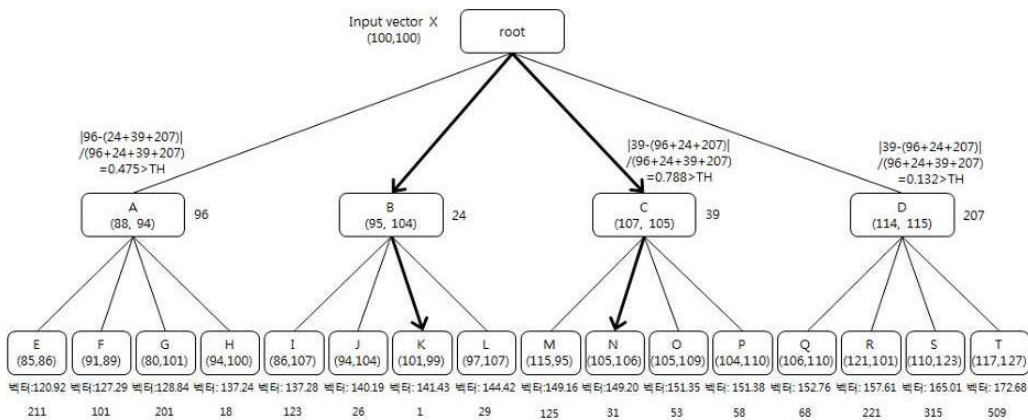 Input vector X
(100,100)
root
|96-(24+39+207)|
/(96+24+39+207)
=0.475>TH
|39-(96+24+207)|
/(96+24+39+207)
=0.788>TH
|39-(96+24+207)|
/(96+24+39+207)
=0.132>TH
A
(88, 94)
96
B
(95, 104)
24
C
(107, 105)
39
D
(114, 115)
207
E
(85,86)
F
(91,89)
G
(80,101)
H
(94,100)
I
(86,107)
J
(94,104)
K
(101,99)
L
(97,107)
M
(115,95)
N
(105,106)
O
(105,109)
P
(104,110)
Q
(106,110)
R
(121,101)
S
(110,123)
T
(117,127)
벡터:120.92 벡터:127.29 벡터:128.84 벡터:137.24 벡터:137.28 벡터: 140.19 벡터: 141.43 벡터: 144.42 벡터:149.16 벡터: 149.20 벡터: 151.35 벡터: 151.38 벡터: 152.76 벡터: 157.61 벡터: 165.01 벡터: 172.68
211 101 201 18 123 26 1 29 125 31 53 58 68 221 315 509